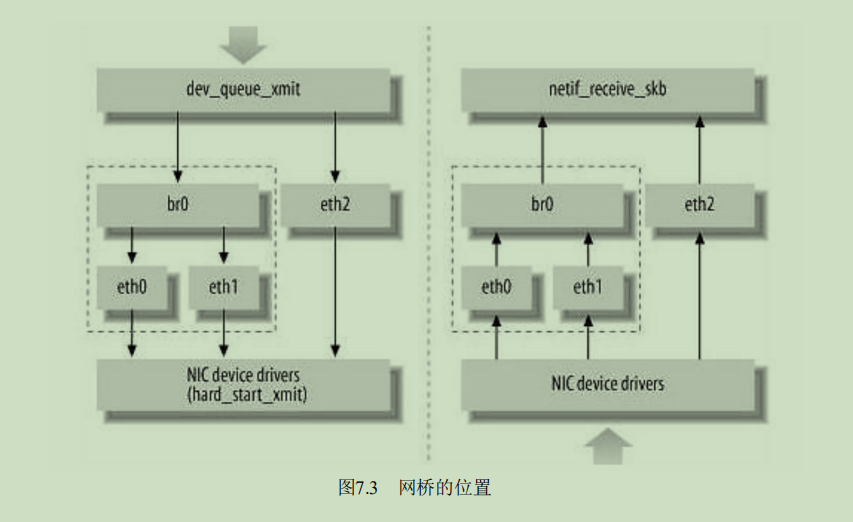 dev_queue_xmit
br0
eth2
eth0
eth1
NIC device drivers
(hard_start_xmit)
netif_receive_skb
br0
eth2
eth0
eth1
NIC device drivers
图7.3 网桥的位置